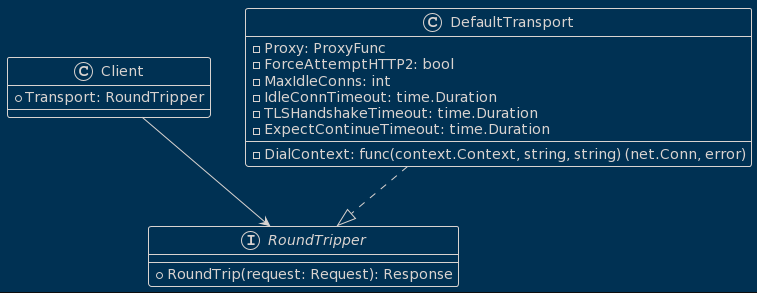 C DefaultTransport
Proxy: ProxyFunc
ForceAttemptHTTP2: bool
MaxIdleConns: int
IdleConnTimeout: time.Duration
TLSHandshakeTimeout: time.Duration
ExpectContinueTimeout: time.Duration
DialContext: func(context.Context, string, string) (net.Conn, error)
C Client
Transport: RoundTripper
I RoundTripper
RoundTrip(request: Request): Response